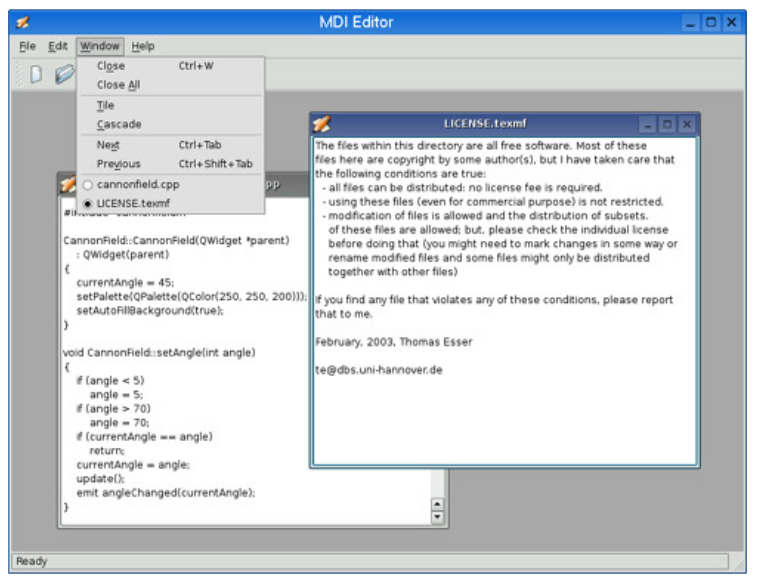 MDI Editor
File Edit Window Help
Close Ctrl+W
Close All
Tile
Cascade
Next Ctrl+Tab
Previous Ctrl+Shift+Tab
cannonfield.cpp
LICENSE.texmf
pp
CannonField::CannonField(QWidget *parent)
: QWidget(parent)
{
currentAngle = 45;
setPalette(QPalette(QColor(250, 250, 200)));
setAutoFillBackground(true);
}
void CannonField::setAngle(int angle)
{
if (angle < 5)
angle = 5;
if (angle > 70)
angle = 70;
if (currentAngle == angle)
return;
currentAngle = angle;
update();
emit angleChanged(currentAngle);
}
LICENSE.texmf
The files within this directory are all free software. Most of these
files here are copyright by some author(s), but I have taken care that
the following conditions are true:
- all files can be distributed: no license fee is required.
- using these files (even for commercial purpose) is not restricted.
- modification of files is allowed and the distribution of subsets.
of these files are allowed; but, please check the individual license
before doing that (you might need to mark changes in some way or
rename modified files and some files might only be distributed
together with other files)
If you find any file that violates any of these conditions, please report
that to me.
February, 2003, Thomas Esser
te@dbs.uni-hannover.de
Ready